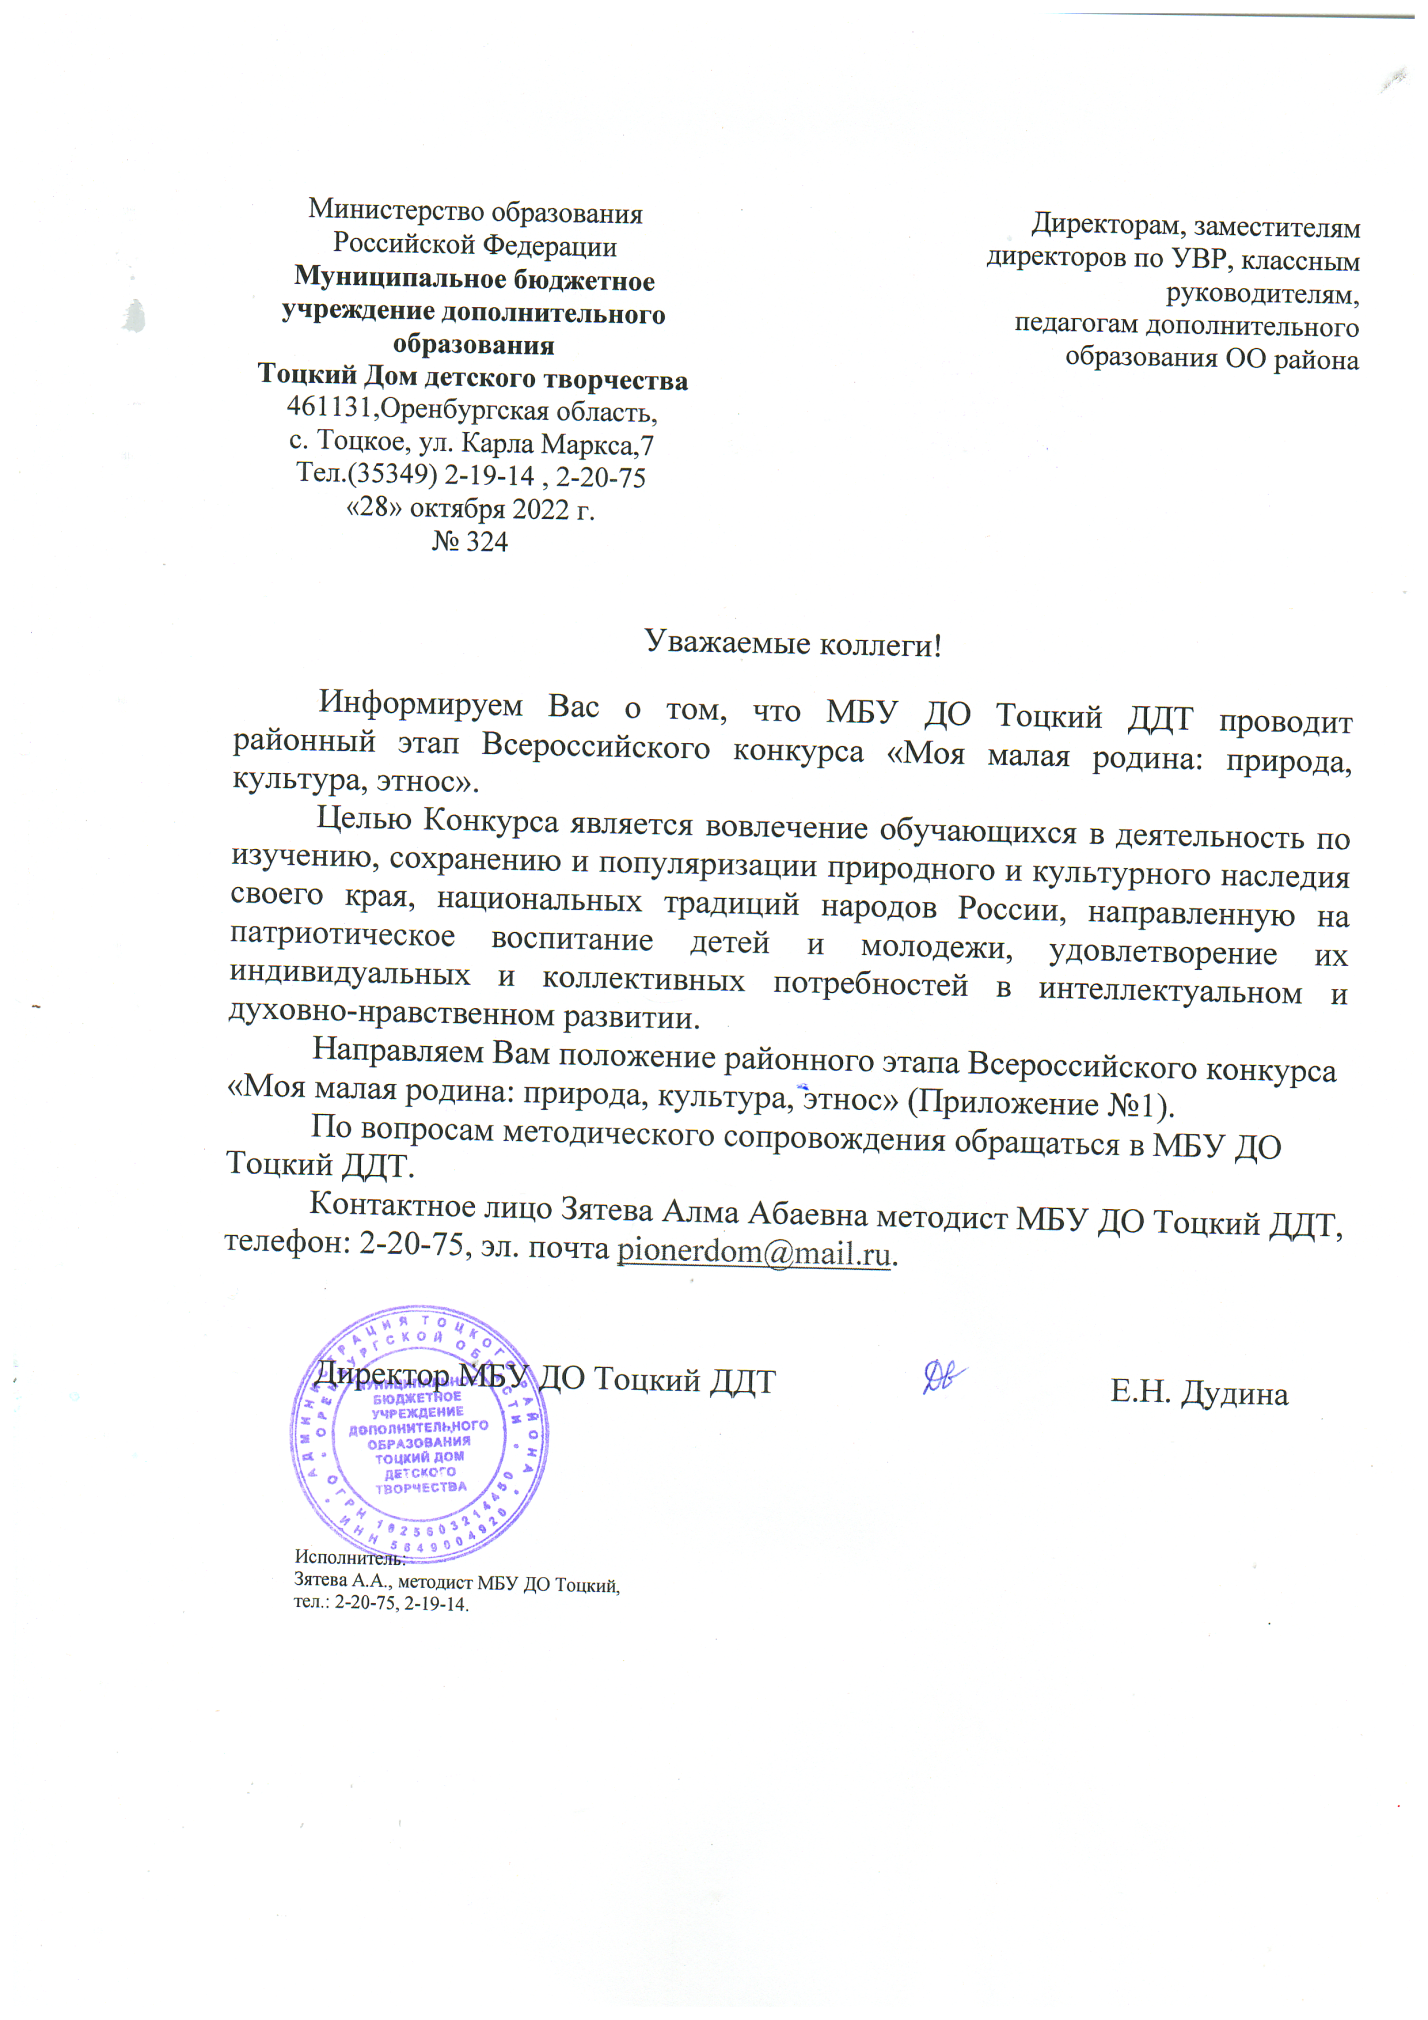 Министерство образования
Российской Федерации
Муниципальное бюджетное
учреждение дополнительного
образования
Тоцкий Дом детского творчества
461131,Оренбургская область,
с. Тоцкое, ул. Карла Маркса,7
Тел.(35349) 2-19-14 , 2-20-75
«28» октября 2022 г.
№ 324
Директорам, заместителям
директоров по УВР, классным
руководителям,
педагогам дополнительного
образования ОО района
Уважаемые коллеги!
Информируем Вас о том, что МБУ ДО Тоцкий ДДТ проводит
районный этап Всероссийского конкурса «Моя малая родина: природа,
культура, этнос».
Целью Конкурса является вовлечение обучающихся в деятельность по
изучению, сохранению и популяризации природного и культурного наследия
своего края, национальных традиций народов России, направленную на
патриотическое воспитание детей и молодежи, удовлетворение их
индивидуальных и коллективных потребностей в интеллектуальном и
духовно-нравственном развитии.
Направляем Вам положение районного этапа Всероссийского конкурса
«Моя малая родина: природа, культура, этнос» (Приложение №1).
По вопросам методического сопровождения обращаться в МБУ ДО
Тоцкий ДДТ.
Контактное лицо Зятева Алма Абаевна методист МБУ ДО Тоцкий ДДТ,
телефон: 2-20-75, эл. почта pionerdom@mail.ru.
Директор МБУ ДО Тоцкий ДДТ
Е.Н. Дудина
АДМИНИСТРАЦИЯ ТОЦКОГО РАЙОНА
ОРЕНБУРГСКОЙ ОБЛАСТИ
МУНИЦИПАЛЬНОЕ
БЮДЖЕТНОЕ
УЧРЕЖДЕНИЕ
ДОПОЛНИТЕЛЬНОГО
ОБРАЗОВАНИЯ
ТОЦКИЙ ДОМ
ДЕТСКОГО
ТВОРЧЕСТВА
ОГРН
ИНН
Исполнитель:
Зятева А.А., методист МБУ ДО Тоцкий,
тел.: 2-20-75, 2-19-14.